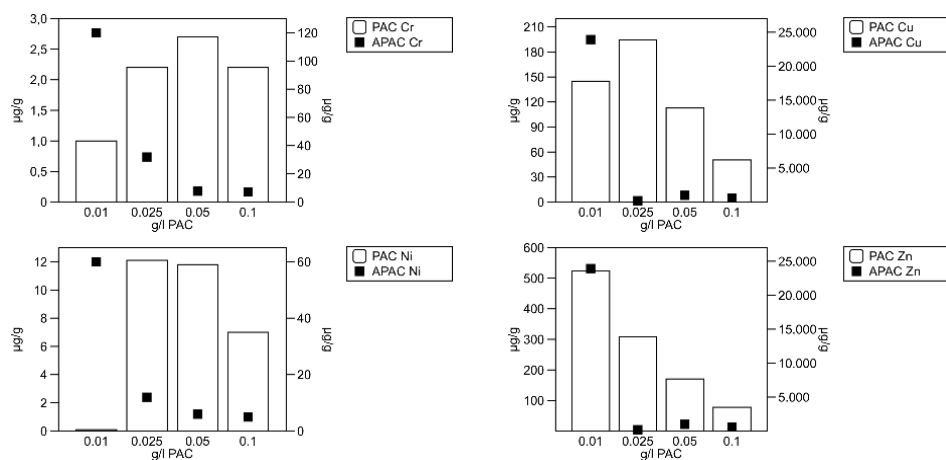 3,0
2,5
2,0
1,5
1,0
0,5
0
µg/g
120
100
80
60
40
20
0
µg/g
0.01 0.025 0.05 0.1
g/l PAC
PAC Cr
APAC Cr
210
180
150
120
90
60
30
0
µg/g
25.000
20.000
15.000
10.000
5.000
µg/g
0.01 0.025 0.05 0.1
g/l PAC
PAC Cu
APAC Cu
12
10
8
6
4
2
0
µg/g
60
40
20
0
µg/g
0.01 0.025 0.05 0.1
g/l PAC
PAC Ni
APAC Ni
600
500
400
300
200
100
µg/g
25.000
20.000
15.000
10.000
5.000
µg/g
0.01 0.025 0.05 0.1
g/l PAC
PAC Zn
APAC Zn